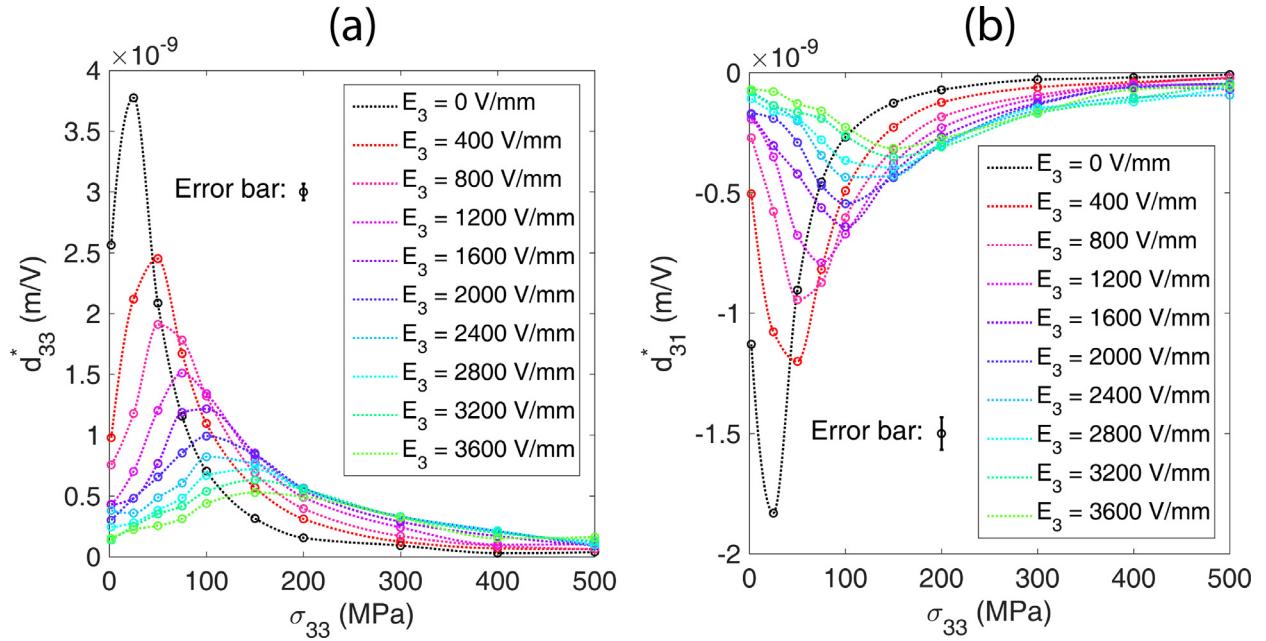 (a)
×10⁻⁹
4
3.5
3
2.5
2
1.5
1
0.5
0
d*₃₃ (m/V)
0
100
200
300
400
500
σ₃₃ (MPa)
Error bar:
E₃ = 0 V/mm
E₃ = 400 V/mm
E₃ = 800 V/mm
E₃ = 1200 V/mm
E₃ = 1600 V/mm
E₃ = 2000 V/mm
E₃ = 2400 V/mm
E₃ = 2800 V/mm
E₃ = 3200 V/mm
E₃ = 3600 V/mm
(b)
×10⁻⁹
0
-0.5
-1
-1.5
-2
d*₃₁ (m/V)
0
100
200
300
400
500
σ₃₃ (MPa)
Error bar:
E₃ = 0 V/mm
E₃ = 400 V/mm
E₃ = 800 V/mm
E₃ = 1200 V/mm
E₃ = 1600 V/mm
E₃ = 2000 V/mm
E₃ = 2400 V/mm
E₃ = 2800 V/mm
E₃ = 3200 V/mm
E₃ = 3600 V/mm